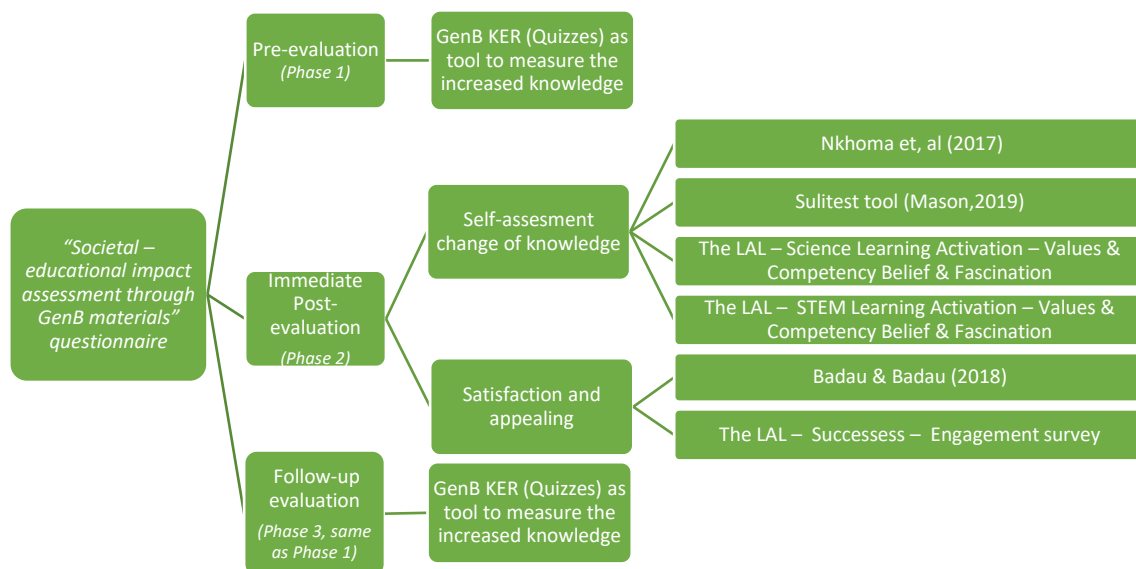 “Societal –
educational impact
assessment through
GenB materials”
questionnaire
Pre-evaluation
(Phase 1)
GenB KER (Quizzes) as
tool to measure the
increased knowledge
Immediate
Post-
evaluation
(Phase 2)
Self-assesment
change of knowledge
Nkhoma et, al (2017)
Sulitest tool (Mason,2019)
The LAL – Science Learning Activation – Values &
Competency Belief & Fascination
The LAL –  STEM Learning Activation – Values &
Competency Belief & Fascination
Satisfaction and
appealing
Badau & Badau (2018)
The LAL –  Successess –  Engagement survey
Follow-up
evaluation
(Phase 3, same
as Phase 1)
GenB KER (Quizzes) as
tool to measure the
increased knowledge